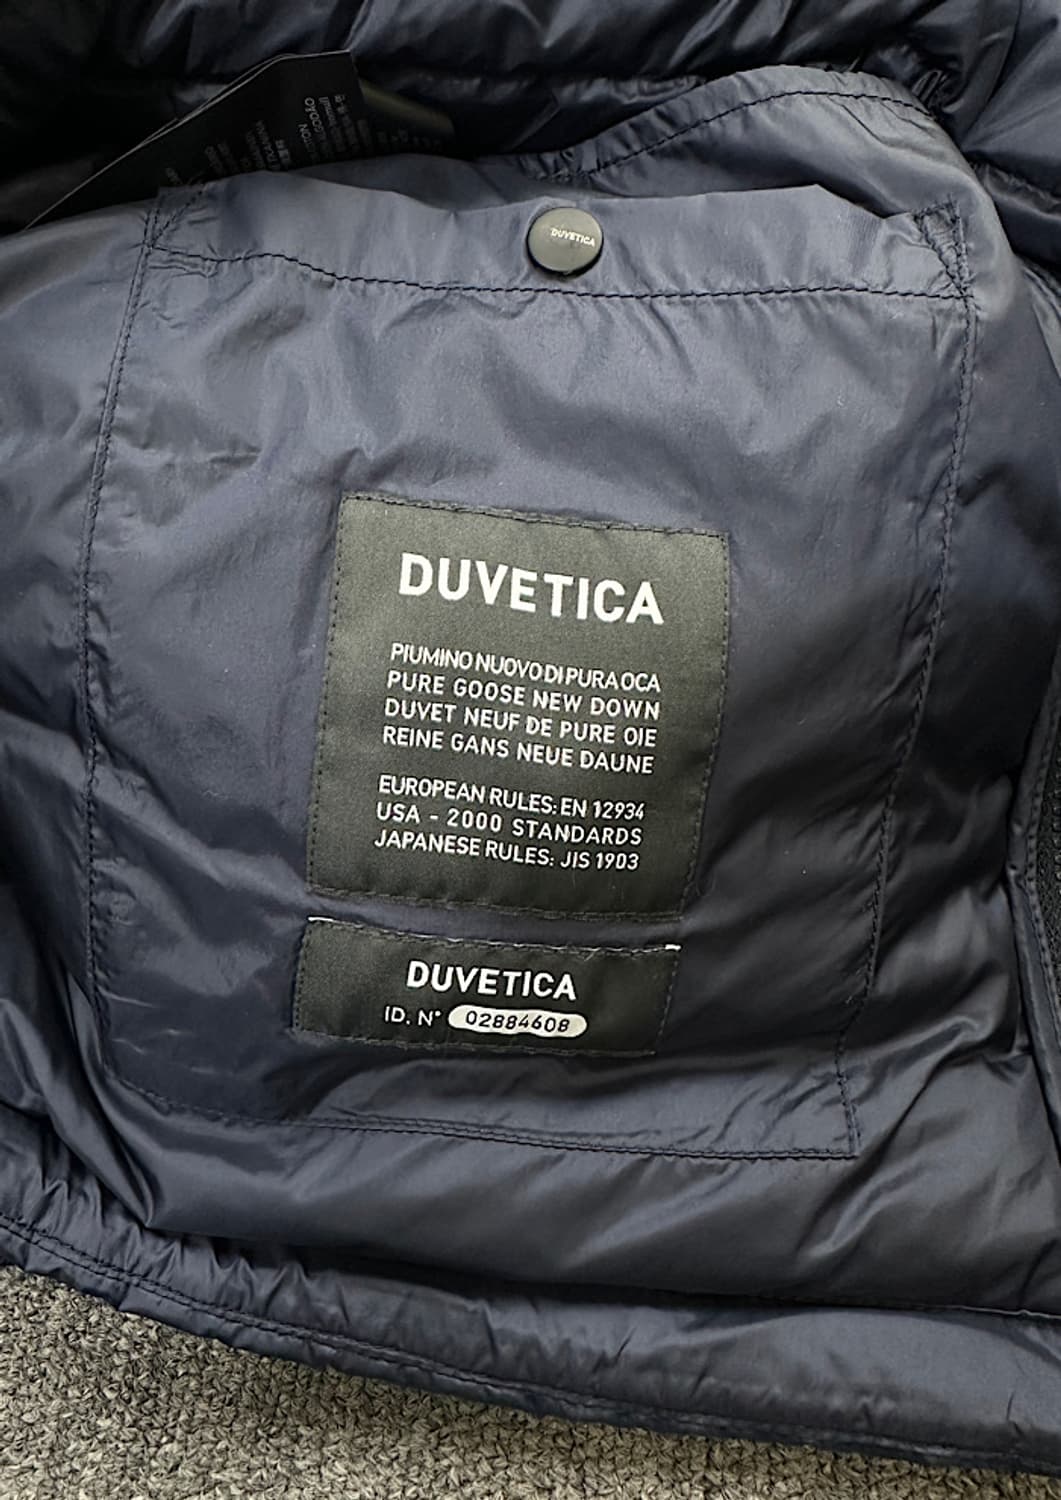 DUVETICA
DUVETICA
PIUMINO NUOVO DI PURA OCA
PURE GOOSE NEW DOWN
DUVET NEUF DE PURE OIE
REINE GANS NEUE DAUNE
EUROPEAN RULES: EN 12934
USA - 2000 STANDARDS
JAPANESE RULES: JIS 1903
DUVETICA
ID. N° 02884608